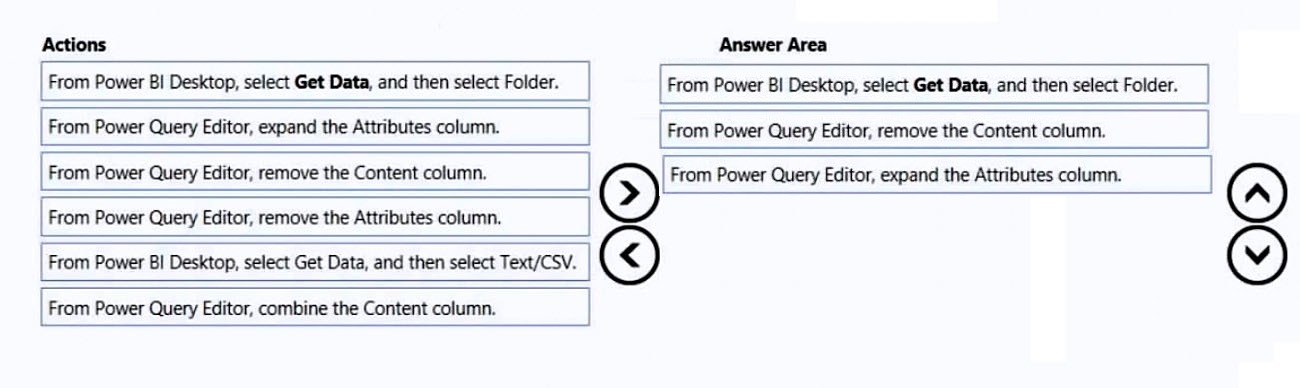 Actions
From Power BI Desktop, select Get Data, and then select Folder.
From Power Query Editor, expand the Attributes column.
From Power Query Editor, remove the Content column.
From Power Query Editor, remove the Attributes column.
From Power BI Desktop, select Get Data, and then select Text/CSV.
From Power Query Editor, combine the Content column.
Answer Area
From Power BI Desktop, select Get Data, and then select Folder.
From Power Query Editor, remove the Content column.
From Power Query Editor, expand the Attributes column.